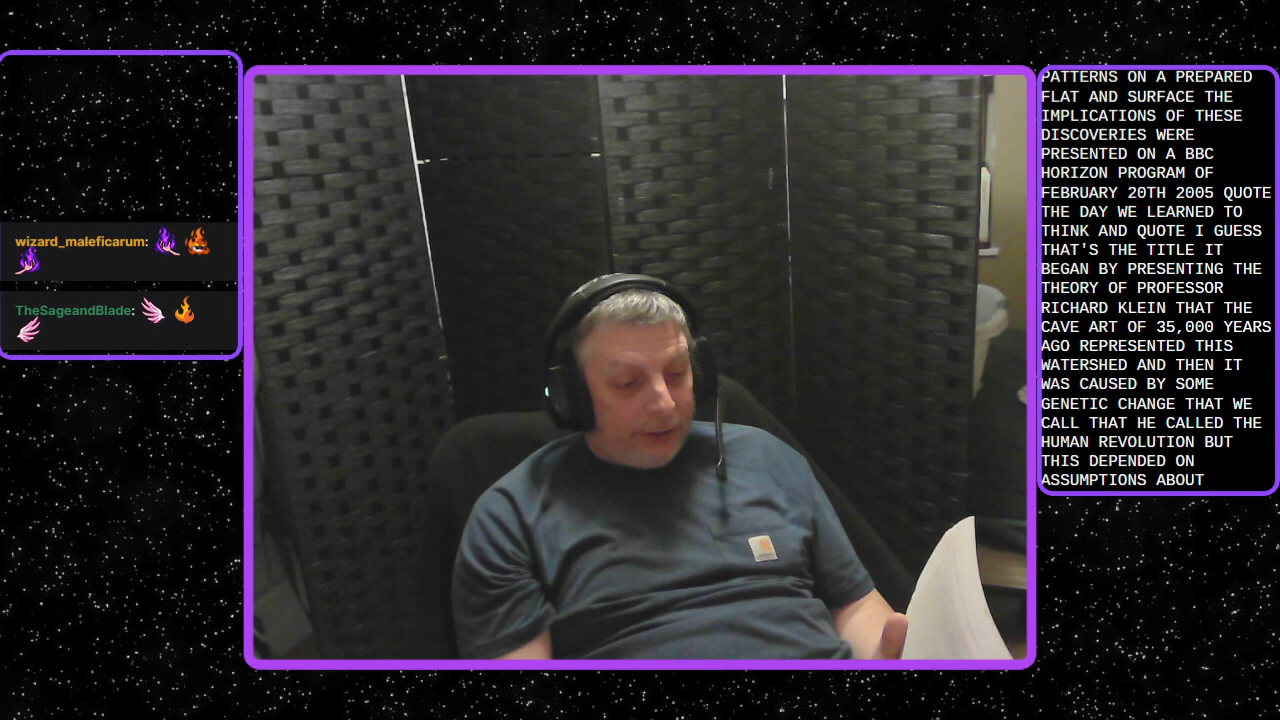 wizard_maleficarum:
TheSageandBlade:
PATTERNS ON A PREPARED
FLAT AND SURFACE THE
IMPLICATIONS OF THESE
DISCOVERIES WERE
PRESENTED ON A BBC
HORIZON PROGRAM OF
FEBRUARY 20TH 2005 QUOTE
THE DAY WE LEARNED TO
THINK AND QUOTE I GUESS
THAT'S THE TITLE IT
BEGAN BY PRESENTING THE
THEORY OF PROFESSOR
RICHARD KLEIN THAT THE
CAVE ART OF 35,000 YEARS
AGO REPRESENTED THIS
WATERSHED AND THEN IT
WAS CAUSED BY SOME
GENETIC CHANGE THAT WE
CALL THAT HE CALLED THE
HUMAN REVOLUTION BUT
THIS DEPENDED ON
ASSUMPTIONS ABOUT